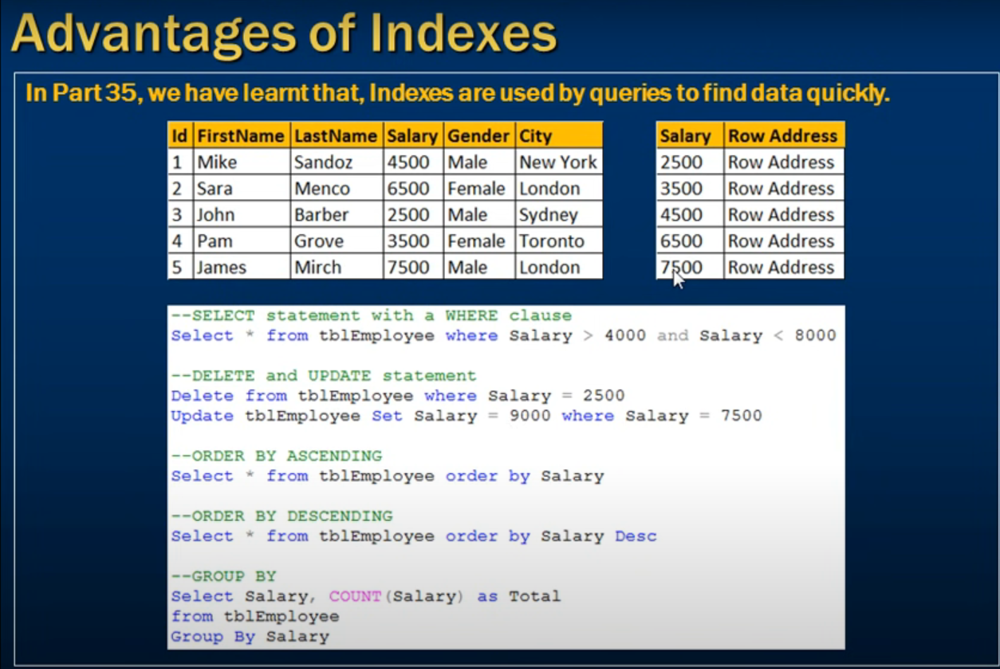 Advantages of Indexes
In Part 35, we have learnt that, Indexes are used by queries to find data quickly.
Id FirstName LastName Salary Gender City
1 Mike Sandoz 4500 Male New York
2 Sara Menco 6500 Female London
3 John Barber 2500 Male Sydney
4 Pam Grove 3500 Female Toronto
5 James Mirch 7500 Male London
Salary Row Address
2500 Row Address
3500 Row Address
4500 Row Address
6500 Row Address
7500 Row Address
--SELECT statement with a WHERE clause
Select * from tblEmployee where Salary > 4000 and Salary < 8000
--DELETE and UPDATE statement
Delete from tblEmployee where Salary = 2500
Update tblEmployee Set Salary = 9000 where Salary = 7500
--ORDER BY ASCENDING
Select * from tblEmployee order by Salary
--ORDER BY DESCENDING
Select * from tblEmployee order by Salary Desc
--GROUP BY
Select Salary, COUNT(Salary) as Total
from tblEmployee
Group By Salary